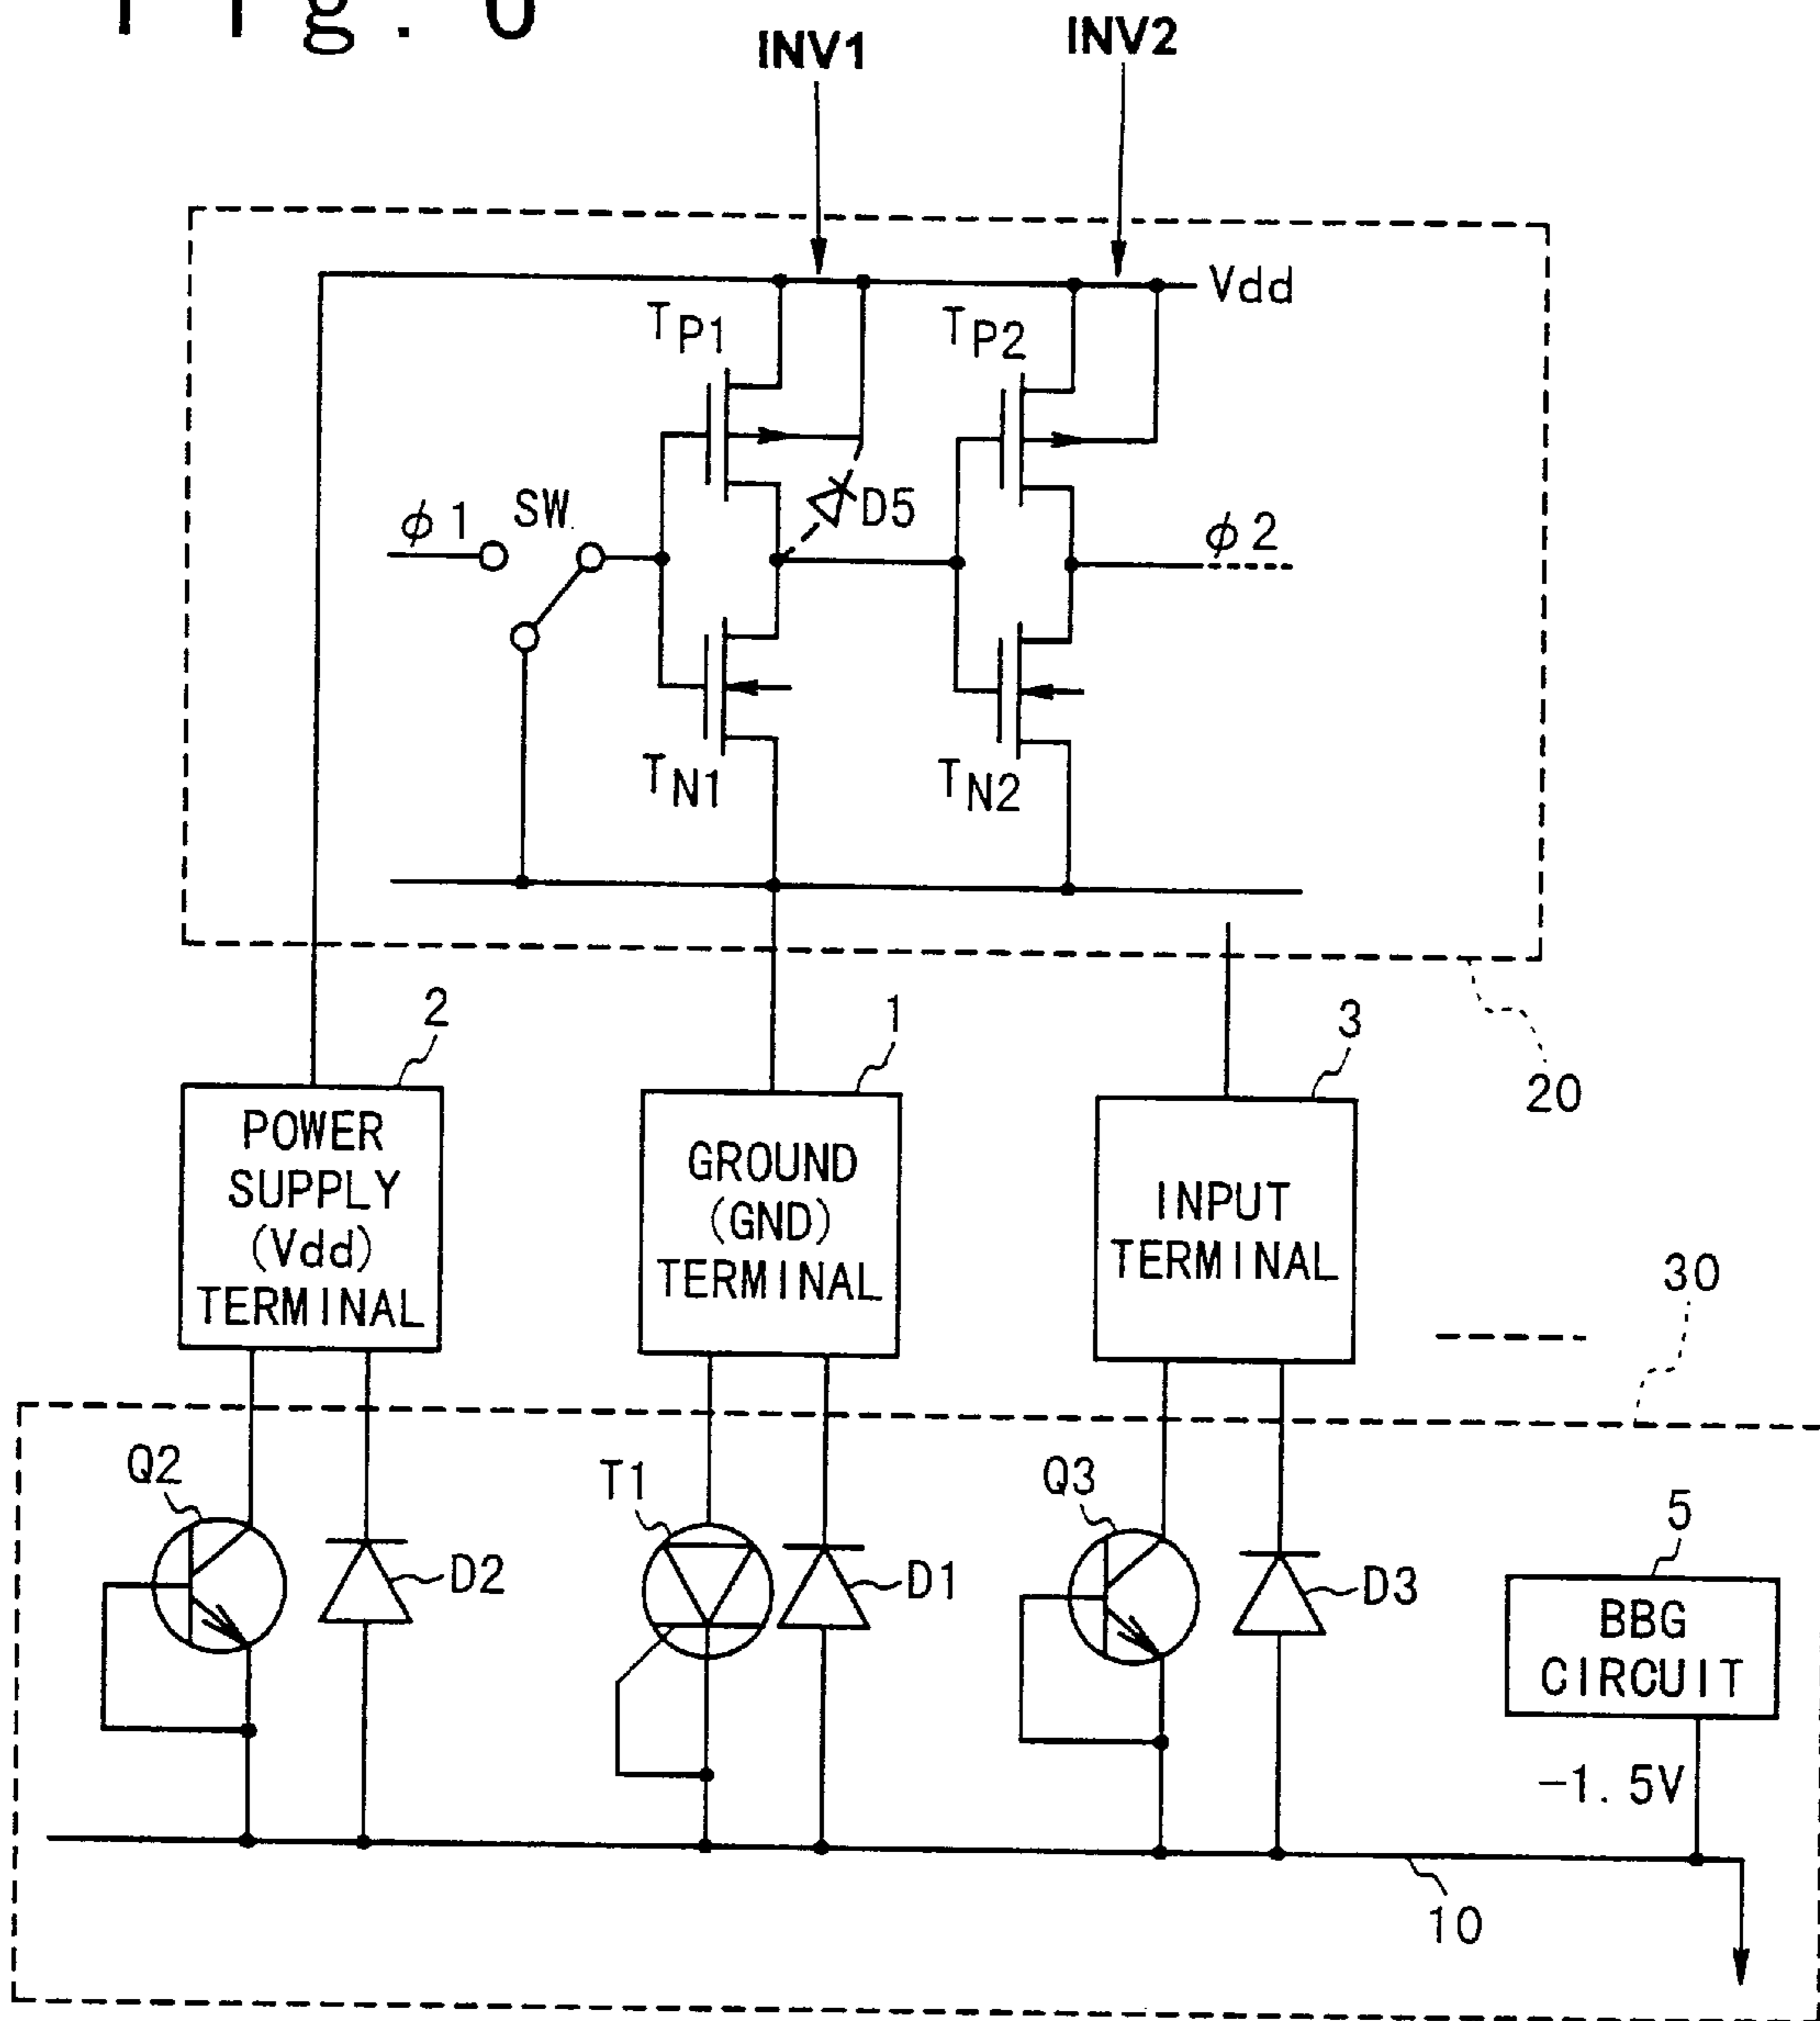 INV1
INV2
Vdd
TP1
TP2
φ1
SW
D5
φ2
TN1
TN2
2
1
3
20
POWER
SUPPLY
(Vdd)
TERMINAL
GROUND
(GND)
TERMINAL
INPUT
TERMINAL
30
Q2
D2
T1
D1
Q3
D3
5
BBG
CIRCUIT
-1.5V
10